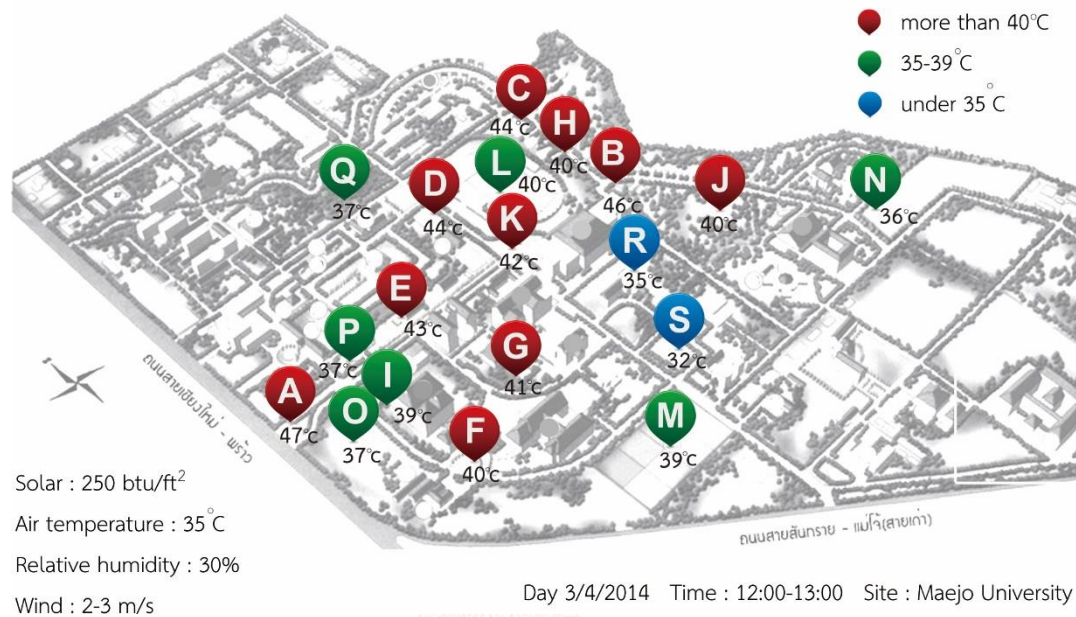 more than 40°C
35-39°C
under 35°C
C
44°c
H
40°c
B
46°c
L
40°c
Q
37°c
D
44°c
J
40°c
N
36°c
K
42°c
R
35°c
E
43°c
S
32°c
P
37°c
G
41°c
I
39°c
A
47°c
O
37°c
F
40°c
M
39°c
ถนนสายเชียงใหม่ - พร้าว
ถนนสายสันทราย - แม่โจ้(สายเก่า)
Solar : 250 btu/ft²
Air temperature : 35°C
Relative humidity : 30%
Wind : 2-3 m/s
Day 3/4/2014 Time : 12:00-13:00 Site : Maejo University